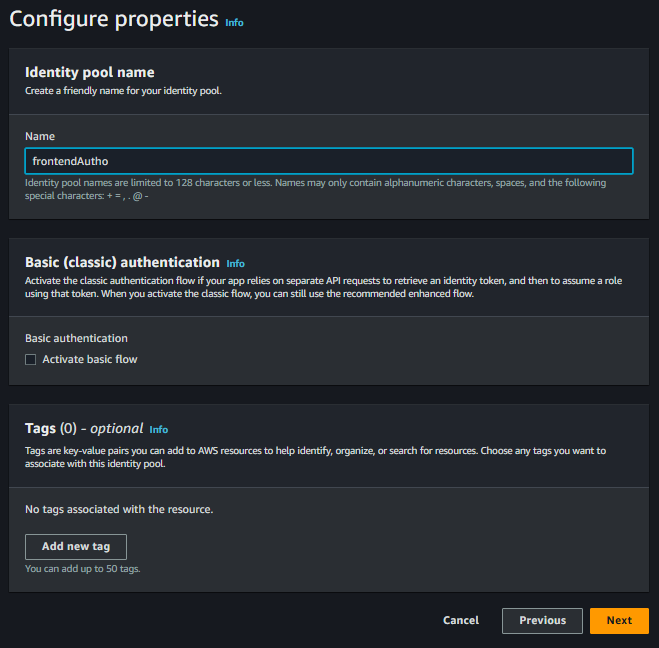 Configure properties Info
Identity pool name
Create a friendly name for your identity pool.
Name
frontendAutho
Identity pool names are limited to 128 characters or less. Names may only contain alphanumeric characters, spaces, and the following
special characters: + = , . @ -
Basic (classic) authentication Info
Activate the classic authentication flow if your app relies on separate API requests to retrieve an identity token, and then to assume a role
using that token. When you activate the classic flow, you can still use the recommended enhanced flow.
Basic authentication
Activate basic flow
Tags (0) - optional Info
Tags are key-value pairs you can add to AWS resources to help identify, organize, or search for resources. Choose any tags you want to
associate with this identity pool.
No tags associated with the resource.
Add new tag
You can add up to 50 tags.
Cancel Previous Next